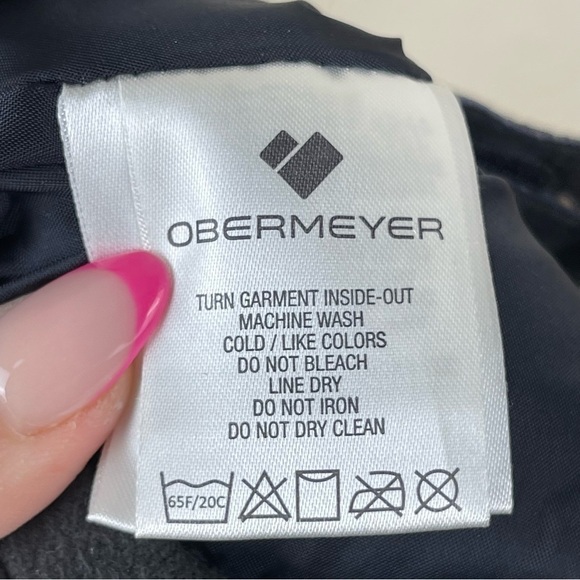 OBERMEYER
TURN GARMENT INSIDE-OUT
MACHINE WASH
COLD / LIKE COLORS
DO NOT BLEACH
LINE DRY
DO NOT IRON
DO NOT DRY CLEAN
65F/20C